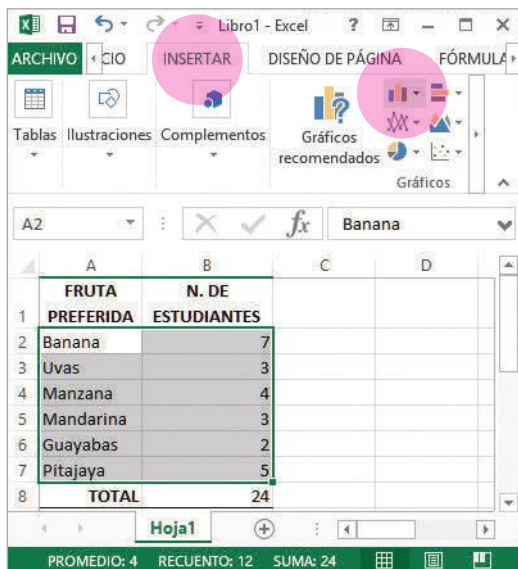 Libro1 - Excel ?
ARCHIVO CIO INSERTAR DISEÑO DE PÁGINA FÓRMULA
Tablas Ilustraciones Complementos Gráficos recomendados
Gráficos
A2 fx Banana
A B C D
1 FRUTA PREFERIDA N. DE ESTUDIANTES
2 Banana 7
3 Uvas 3
4 Manzana 4
5 Mandarina 3
6 Guayabas 2
7 Pitajaya 5
8 TOTAL 24
Hoja1
PROMEDIO: 4 RECUENTO: 12 SUMA: 24